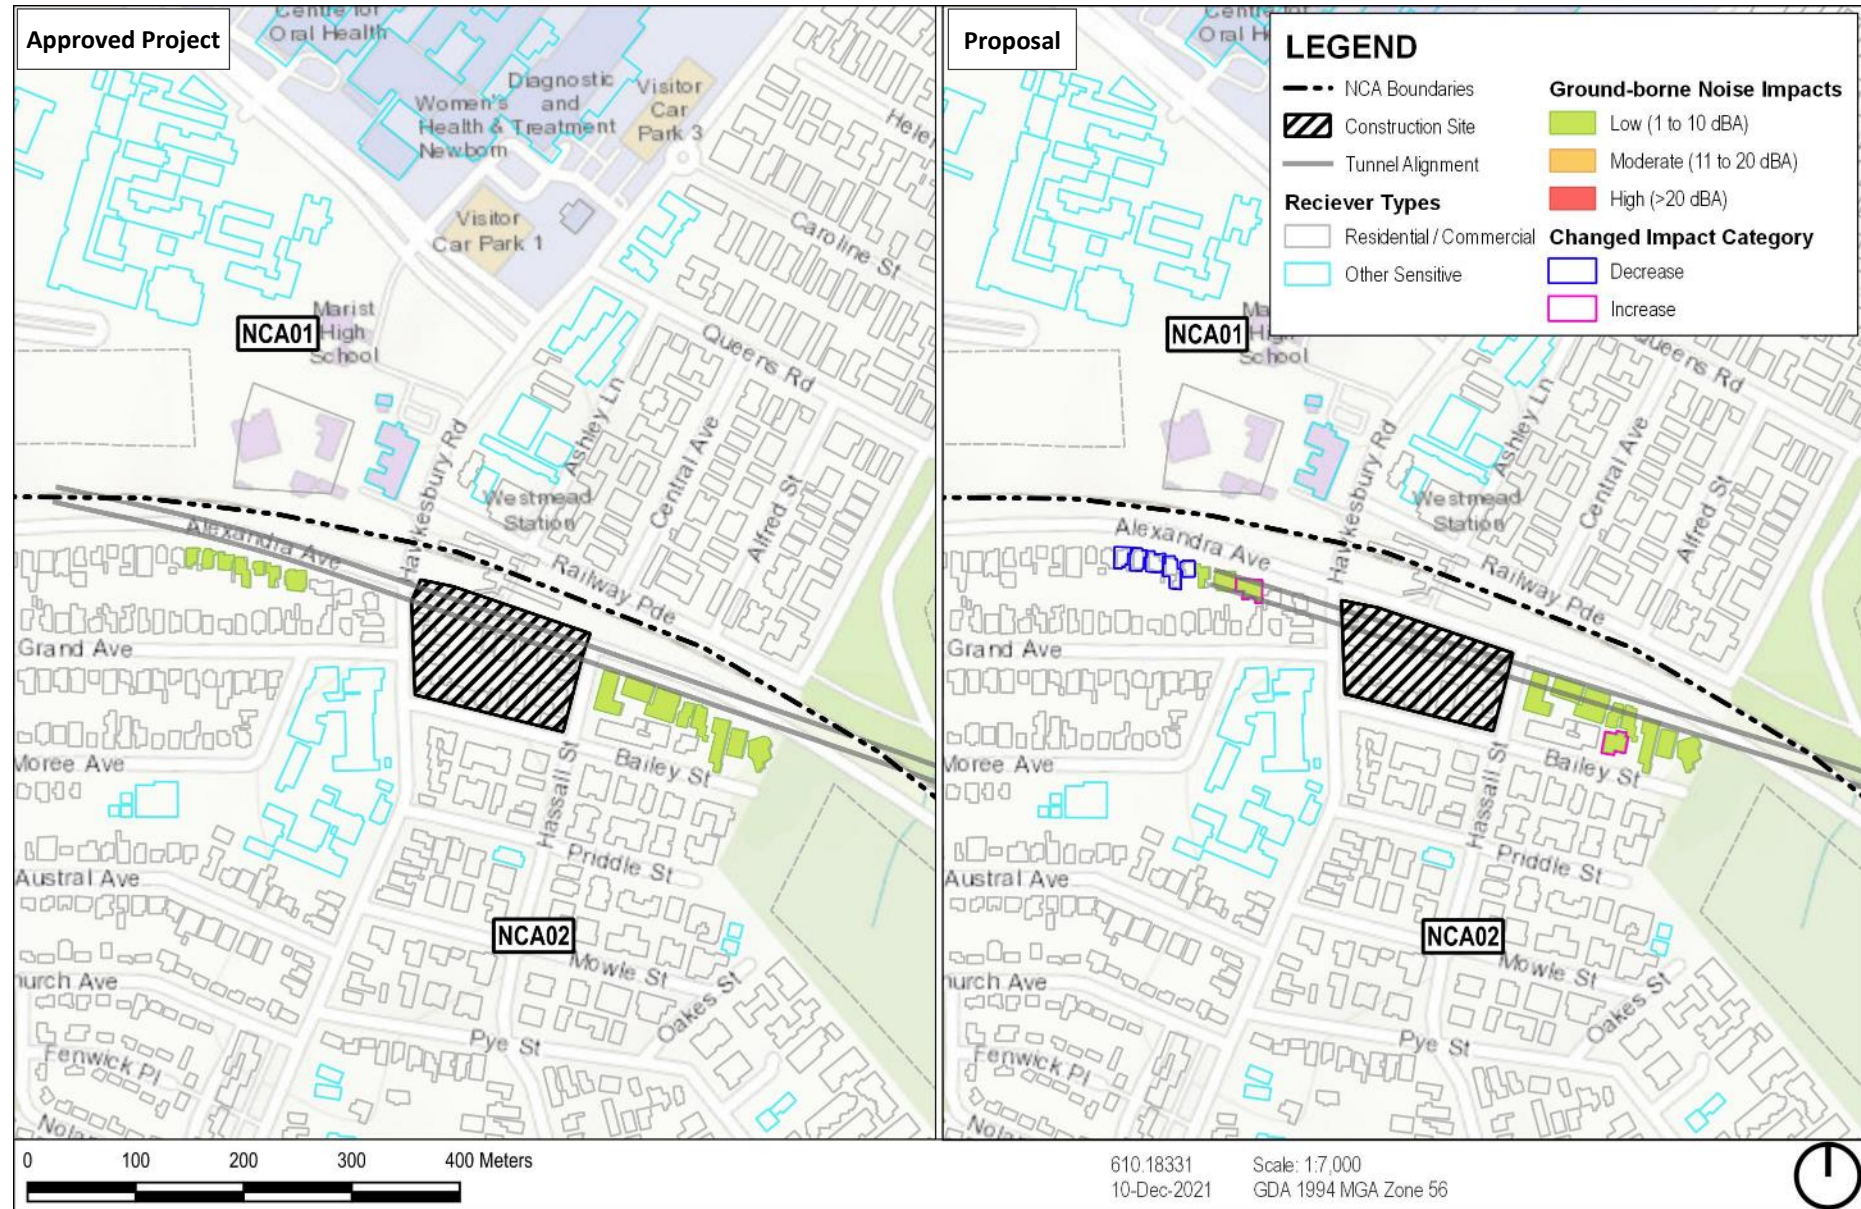 Approved Project
Centre for
Oral Health
Diagnostic
and
Treatment
Women's
Health &
Newborn
Visitor
Car
Park 3
Visitor
Car Park 1
Caroline St
NCA01
Marist
High
School
Queens Rd
Ashley Ln
Hawkesbury Rd
Central Ave
Alfred St
Westmead
Station
Alexandra Ave
Railway Pde
Grand Ave
Moree Ave
Bailey St
Hassall St
Priddle St
Austral Ave
NCA02
Mowle St
Oakes St
Pye St
Fenwick Pl
Proposal
NCA01
School
Ashley Ln
Hawkesbury Rd
Central Ave
Alfred St
Westmead
Station
Alexandra Ave
Railway Pde
Grand Ave
Moree Ave
Bailey St
Hassall St
Priddle St
Austral Ave
NCA02
Mowle St
Oakes St
Pye St
Fenwick Pl
LEGEND
NCA Boundaries
Construction Site
Tunnel Alignment
Reciever Types
Residential / Commercial
Other Sensitive
Ground-borne Noise Impacts
Low (1 to 10 dBA)
Moderate (11 to 20 dBA)
High (>20 dBA)
Changed Impact Category
Decrease
Increase
0 100 200 300 400 Meters
610.18331 Scale: 1:7,000
10-Dec-2021 GDA 1994 MGA Zone 56